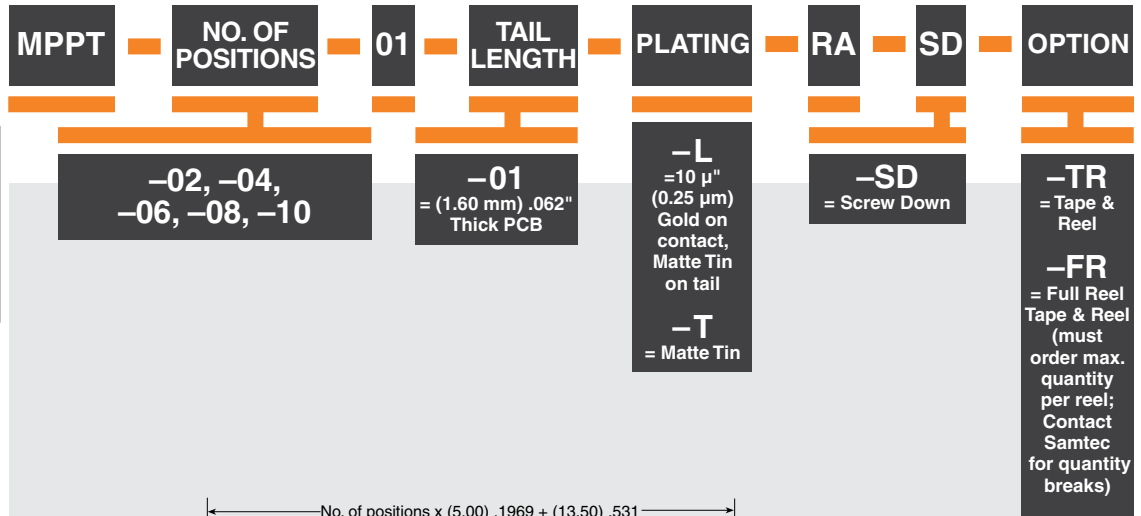 MPPT
NO. OF
POSITIONS
01
TAIL
LENGTH
PLATING
RA
SD
OPTION
–02, –04,
–06, –08, –10
–01
= (1.60 mm) .062"
Thick PCB
–L
=10 µ"
(0.25 µm)
Gold on
contact,
Matte Tin
on tail
–T
= Matte Tin
–SD
= Screw Down
–TR
= Tape &
Reel
–FR
= Full Reel
Tape & Reel
(must
order max.
quantity
per reel;
Contact
Samtec
for quantity
breaks)
No. of positions x (5.00) .1969 + (13.50) .531